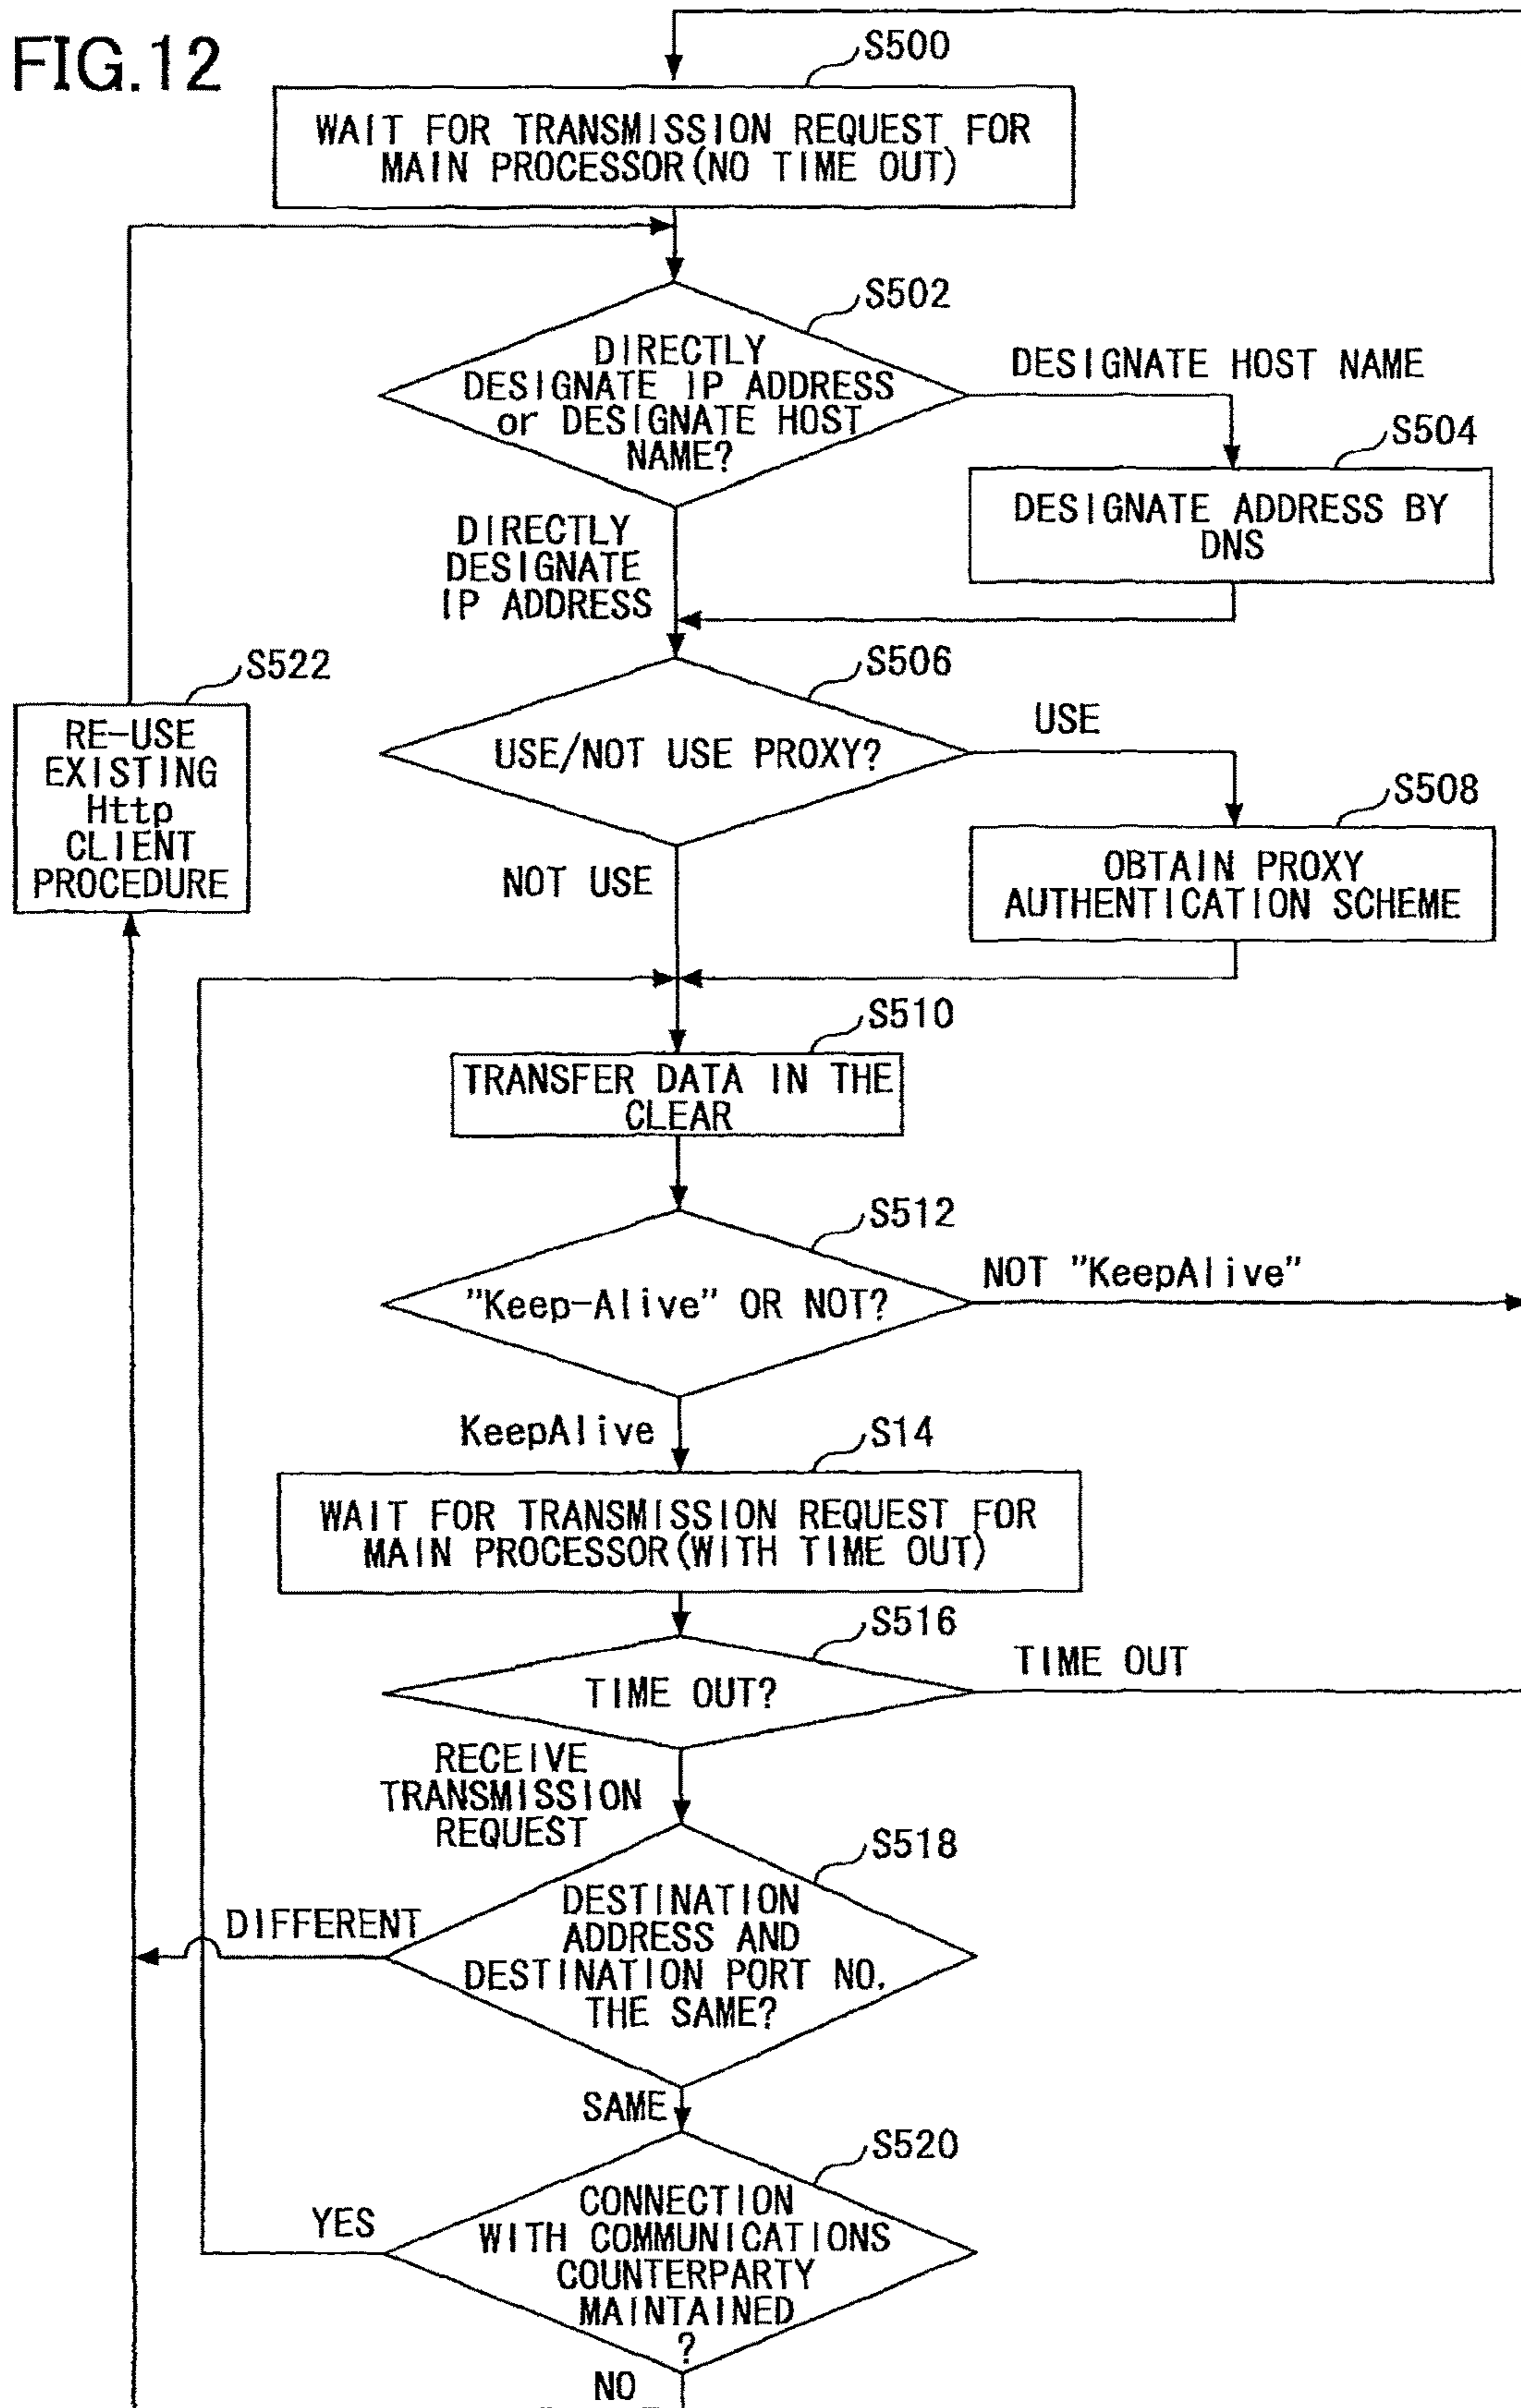 FIG.12
S500
WAIT FOR TRANSMISSION REQUEST FOR
MAIN PROCESSOR(NO TIME OUT)
S502
DIRECTLY
DESIGNATE IP ADDRESS
or DESIGNATE HOST
NAME?
DESIGNATE HOST NAME
S504
DESIGNATE ADDRESS BY
DNS
DIRECTLY
DESIGNATE
IP ADDRESS
S522
RE-USE
EXISTING
Http
CLIENT
PROCEDURE
S506
USE/NOT USE PROXY?
USE
S508
OBTAIN PROXY
AUTHENTICATION SCHEME
NOT USE
S510
TRANSFER DATA IN THE
CLEAR
S512
"Keep-Alive" OR NOT?
NOT "KeepAlive"
KeepAlive
S14
WAIT FOR TRANSMISSION REQUEST FOR
MAIN PROCESSOR(WITH TIME OUT)
S516
TIME OUT?
TIME OUT
RECEIVE
TRANSMISSION
REQUEST
S518
DESTINATION
ADDRESS AND
DESTINATION PORT NO.
THE SAME?
DIFFERENT
SAME
S520
CONNECTION
WITH COMMUNICATIONS
COUNTERPARTY
MAINTAINED
?
YES
NO